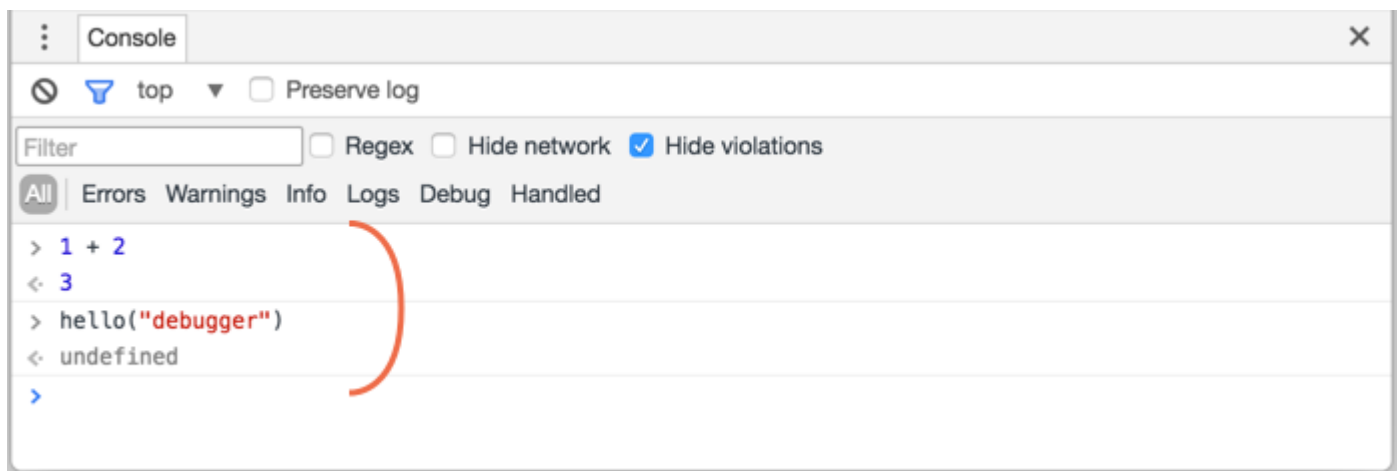 Console
top Preserve log
Filter Regex Hide network Hide violations
All Errors Warnings Info Logs Debug Handled
> 1 + 2
<· 3
> hello("debugger")
<· undefined
>